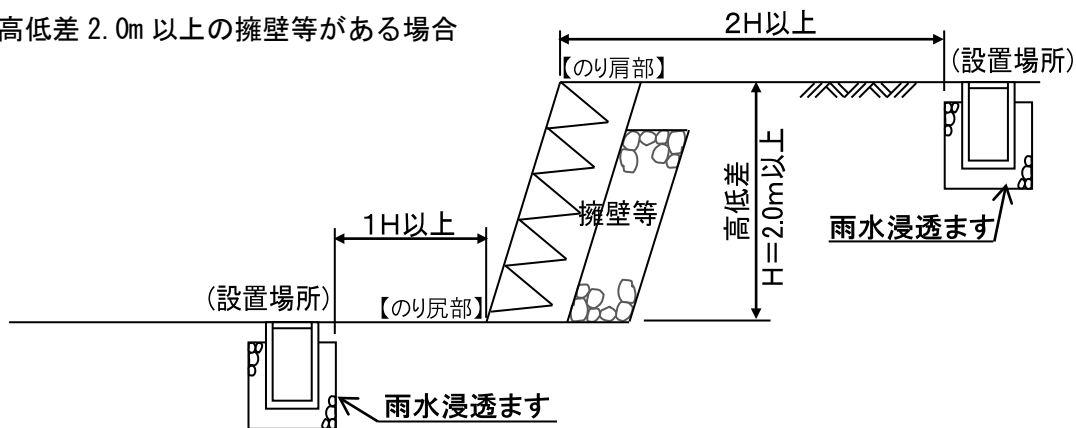 高低差 2.0m 以上の擁壁等がある場合
2H以上
(設置場所)
【のり肩部】
高低差
H=2.0m以上
擁壁等
雨水浸透ます
1H以上
(設置場所)
【のり尻部】
雨水浸透ます